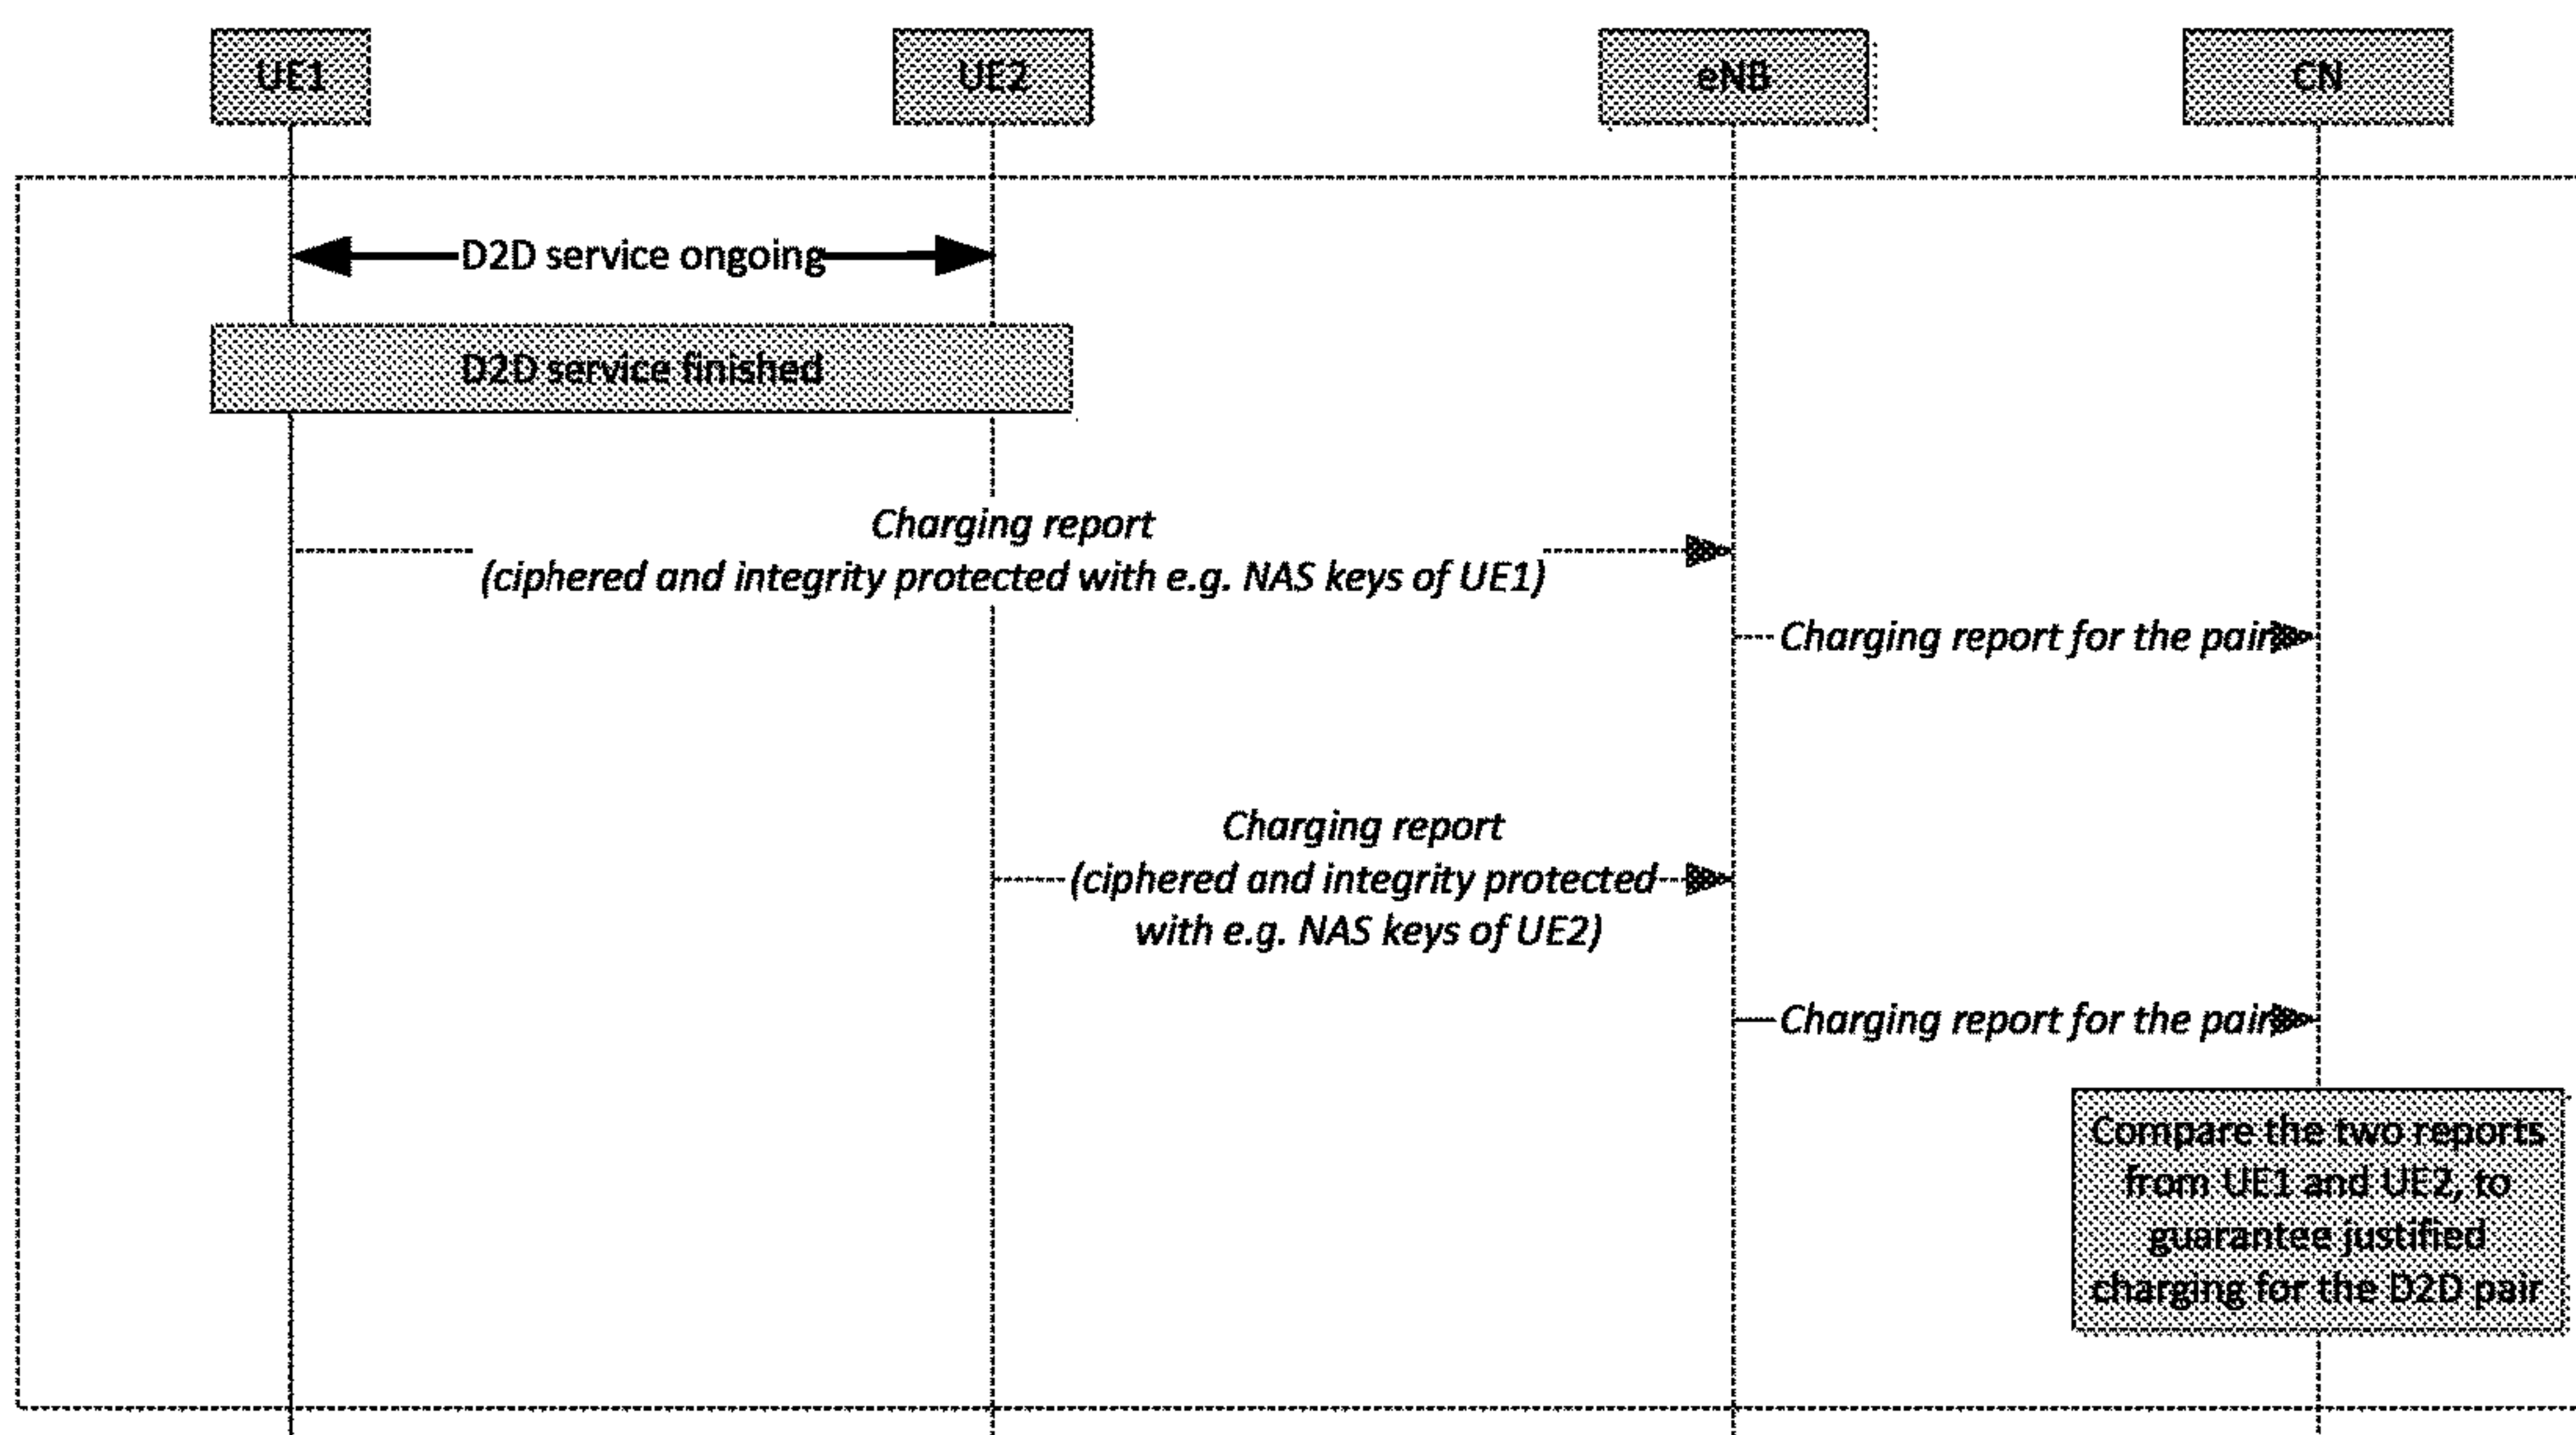 UE1
UE2
eNB
CN
D2D service ongoing
D2D service finished
Charging report
(ciphered and integrity protected with e.g. NAS keys of UE1)
Charging report for the pair
Charging report
(ciphered and integrity protected
with e.g. NAS keys of UE2)
Charging report for the pair
Compare the two reports
from UE1 and UE2, to
guarantee justified
charging for the D2D pair